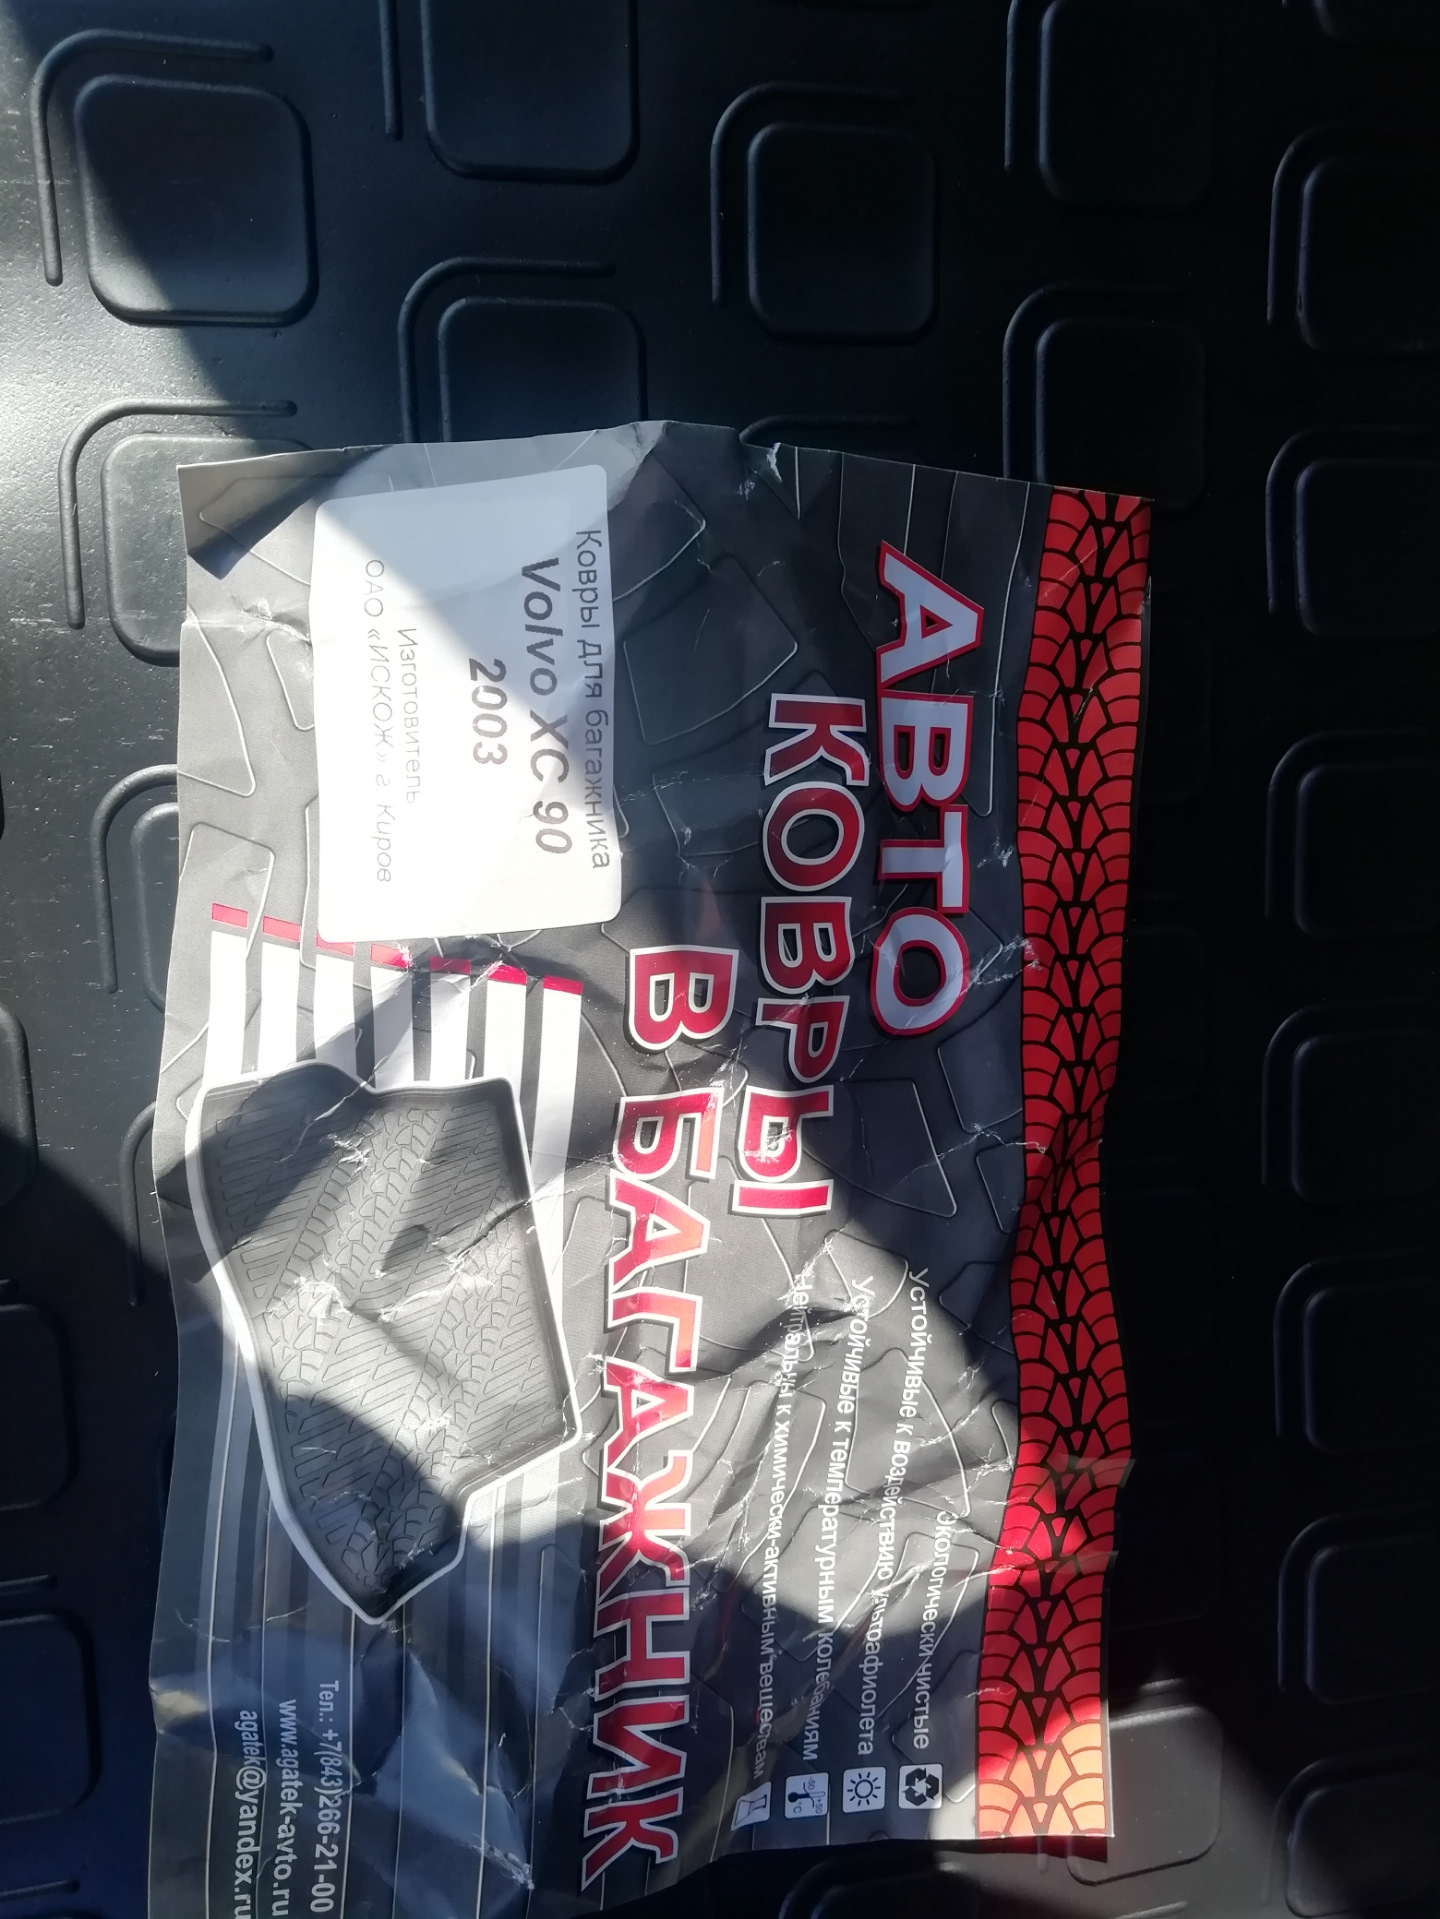 АВТО
КОВРЫ
В БАГАЖНИК
Экологически чистые
Устойчивые к воздействию ультрафиолета
Устойчивые к температурным колебаниям
Нейтральны к химически-активным веществам
-50 +50
°C
Ковры для багажника
Volvo XC 90
2003
Изготовитель
ОАО «ИСКОЖ» г. Киров
Тел.: +7(843)266-21-00
www.agatek-avto.ru
agatek@yandex.ru